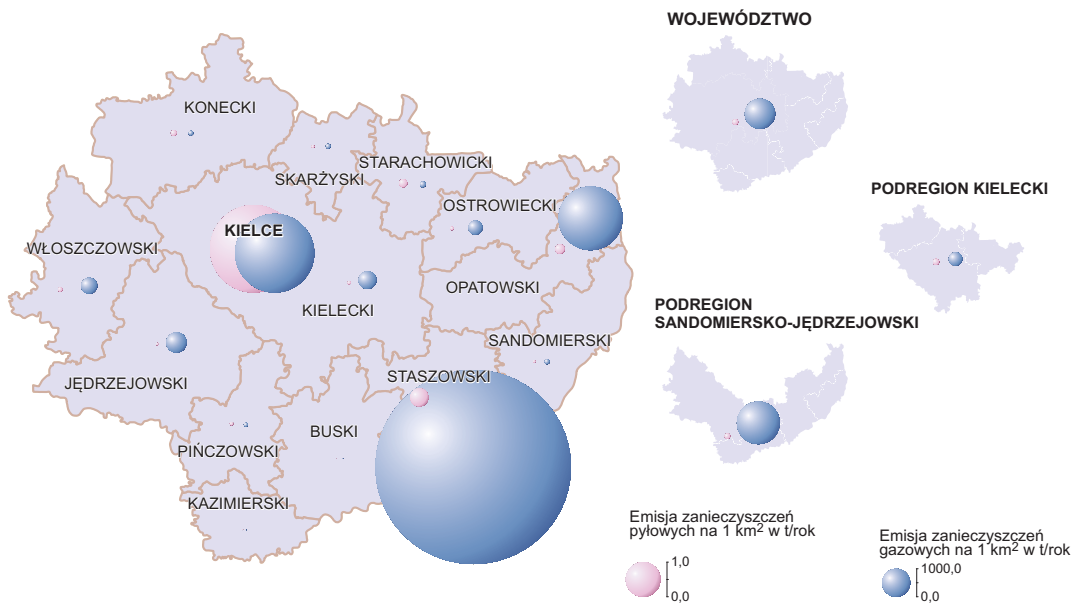 WOJEWÓDZTWO
KONECKI
STARACHOWICKI
SKARŻYSKI
PODREGION KIELECKI
OSTROWIECKI
KIELCE
WŁOSZCZOWSKI
OPATOWSKI
KIELECKI
PODREGION
SANDOMIERSKO-JĘDRZEJOWSKI
SANDOMIERSKI
STASZOWSKI
JĘDRZEJOWSKI
BUSKI
PIŃCZOWSKI
KAZIMIERSKI
Emisja zanieczyszczeń
pyłowych na 1 km² w t/rok
1,0
0,0
Emisja zanieczyszczeń
gazowych na 1 km² w t/rok
1000,0
0,0